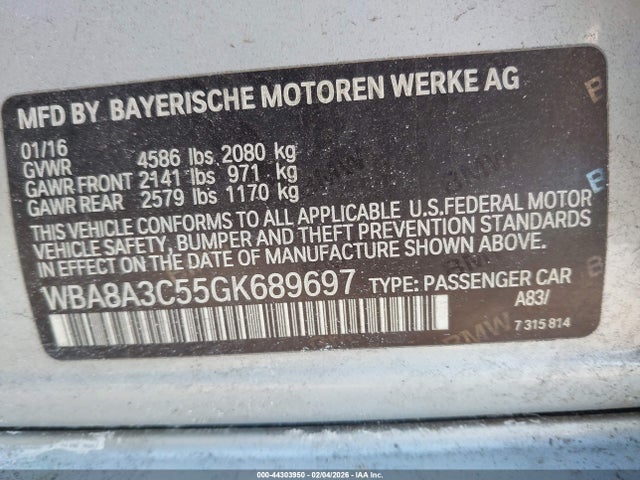 MFD BY BAYERISCHE MOTOREN WERKE AG
01/16
GVWR 4586 lbs 2080 kg
GAWR FRONT 2141 lbs 971 kg
GAWR REAR 2579 lbs 1170 kg
THIS VEHICLE CONFORMS TO ALL APPLICABLE U.S.FEDERAL MOTOR
VEHICLE SAFETY, BUMPER AND THEFT PREVENTION STANDARDS
IN EFFECT ON THE DATE OF MANUFACTURE SHOWN ABOVE.
WBA8A3C55GK689697 TYPE: PASSENGER CAR
A83/
7 315 814
000-44303950 02/04/2026 Copyright IAA, LLC